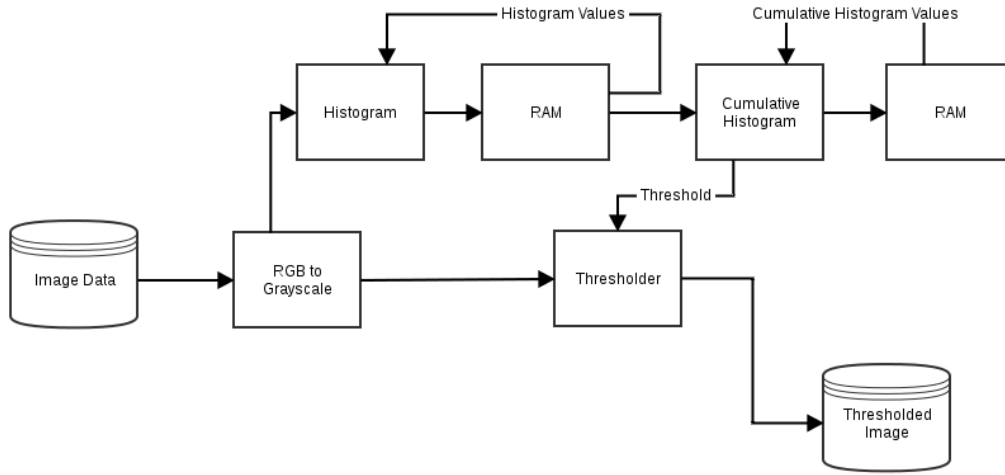 Histogram Values
Cumulative Histogram Values
Histogram
RAM
Cumulative
Histogram
RAM
Threshold
Image Data
RGB to
Grayscale
Thresholder
Thresholded
Image